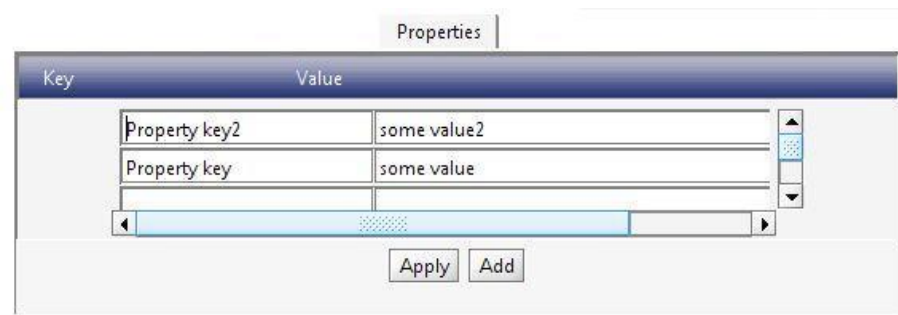 Properties
Key Value
Property key2 some value2
Property key some value
Apply Add